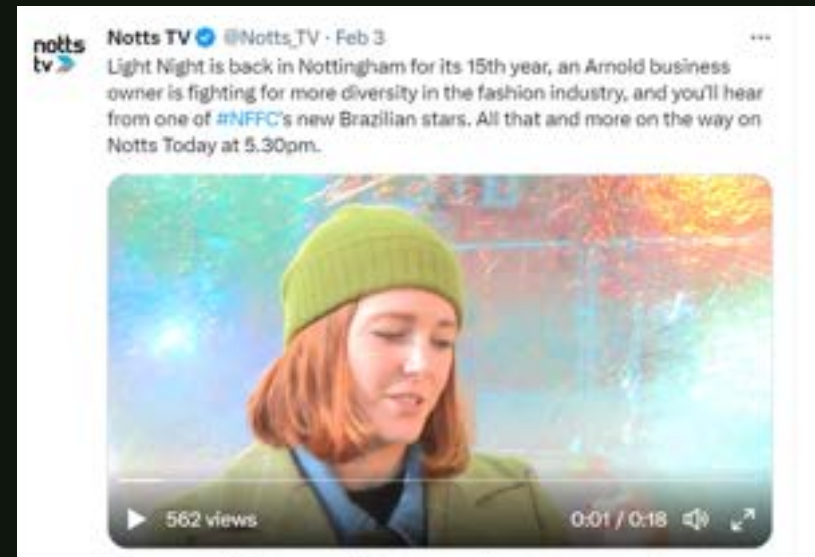 notts
tv
Notts TV @Notts_TV · Feb 3
Light Night is back in Nottingham for its 15th year, an Arnold business
owner is fighting for more diversity in the fashion industry, and you'll hear
from one of #NFFC's new Brazilian stars. All that and more on the way on
Notts Today at 5.30pm.
562 views
0:01 / 0:18